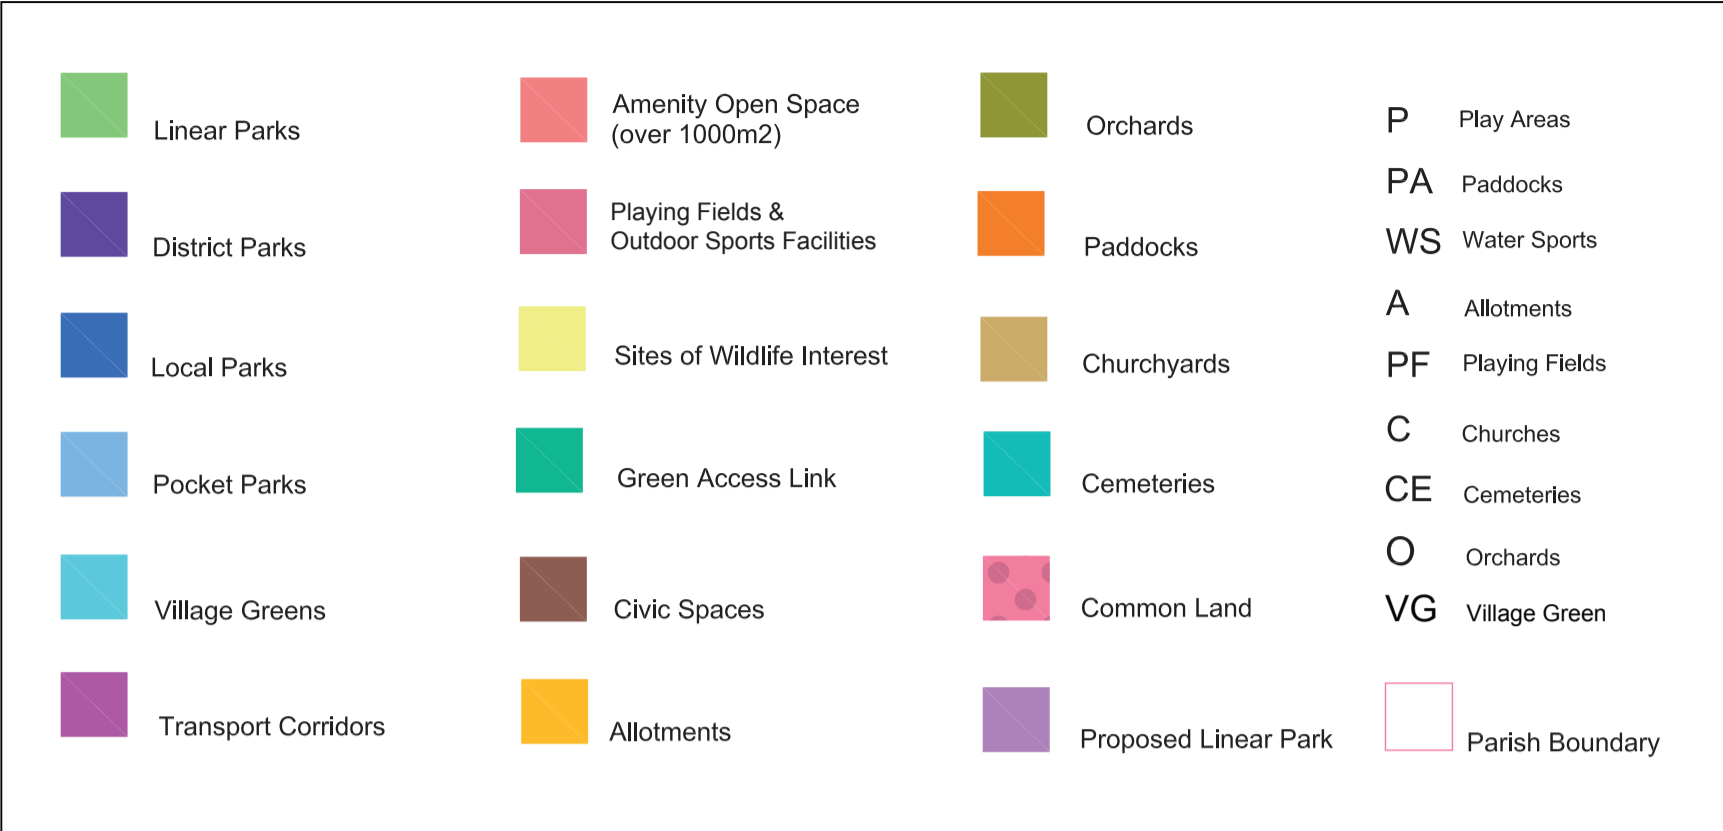 Linear Parks
District Parks
Local Parks
Pocket Parks
Village Greens
Transport Corridors
Amenity Open Space
(over 1000m2)
Playing Fields &
Outdoor Sports Facilities
Sites of Wildlife Interest
Green Access Link
Civic Spaces
Allotments
Orchards
Paddocks
Churchyards
Cemeteries
Common Land
Proposed Linear Park
P Play Areas
PA Paddocks
WS Water Sports
A Allotments
PF Playing Fields
C Churches
CE Cemeteries
O Orchards
VG Village Green
Parish Boundary